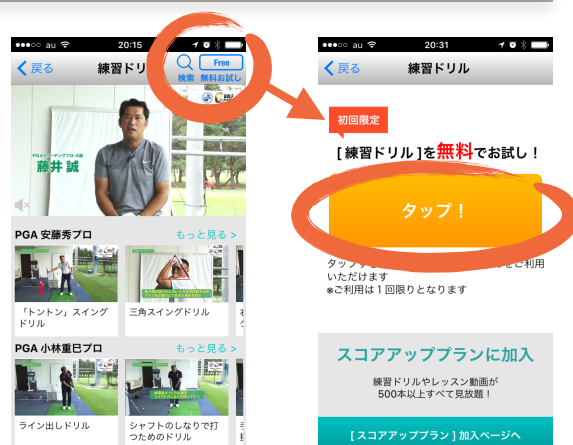 au 20:15
戻る
練習ドリ
Free
検索 無料お試し
PGAティーチングプロ A級
藤井 誠
PGA 安藤秀プロ
もっと見る >
「トントン」スイング
ドリル
三角スイングドリル
PGA 小林重巳プロ
もっと見る >
ライン出しドリル
シャフトのしなりで打
つためのドリル
au 20:31
戻る
練習ドリル
初回限定
[ 練習ドリル ]を無料でお試し！
タップ！
ご利用
いただけます
※ご利用は1回限りとなります
スコアアッププランに加入
練習ドリルやレッスン動画が
500本以上すべて見放題！
[ スコアアッププラン ] 加入ページへ